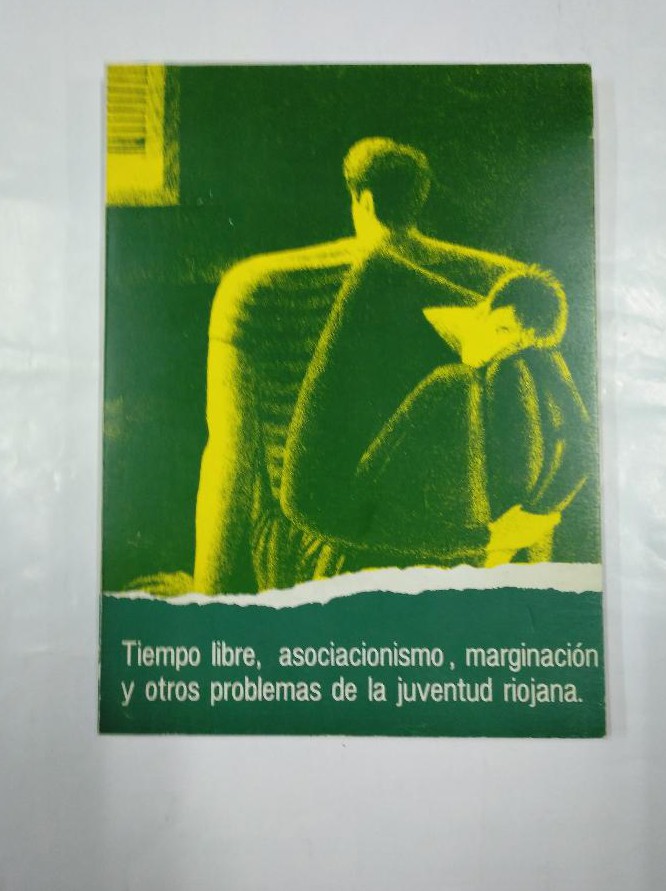 Tiempo libre, asociacionismo, marginación
y otros problemas de la juventud riojana.